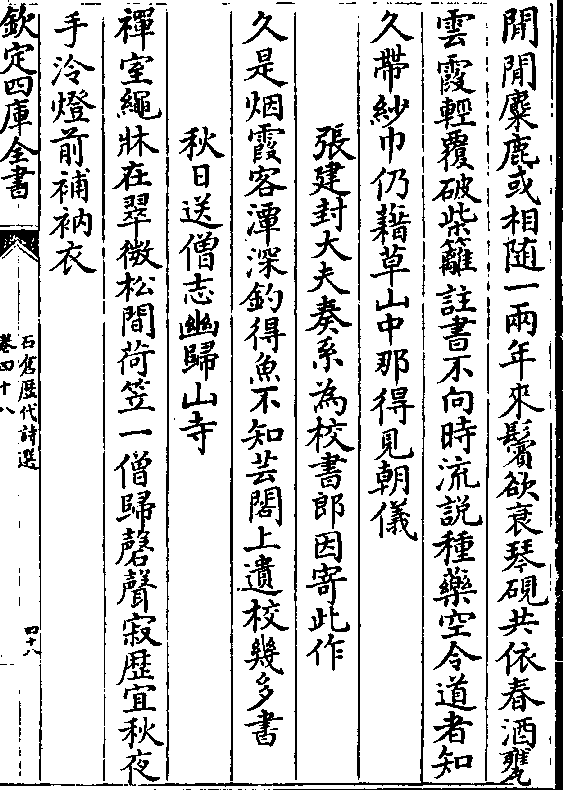 閒閒麋鹿或相随一兩年來鬢欲衰琴硯共依春酒甕
雲霞輕覆破柴籬註書不向時流説種藥空令道者知
久帶紗巾仍藉草山中那得見朝儀
張建封大夫奏系為校書郎因寄此作
久是烟霞客潭深釣得魚不知芸閣上遺校幾多書
秋日送僧志幽歸山寺
禪室繩牀在翠微松間荷笠一僧歸磬聲寂歴宜秋夜
手冷燈前補衲衣
欽定四庫全書
石倉歴代詩選
卷四十八
四十八